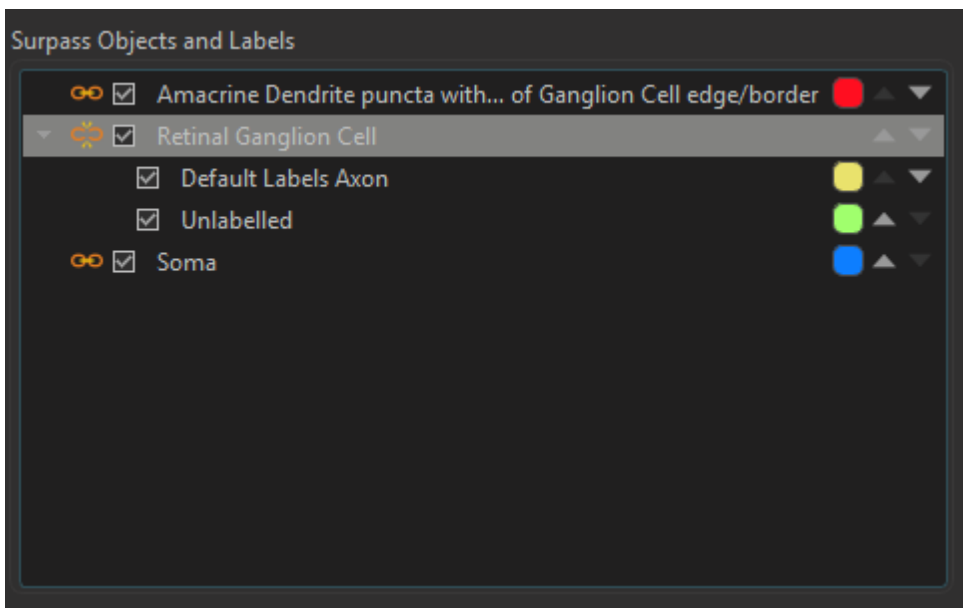 Surpass Objects and Labels
Amacrine Dendrite puncta with... of Ganglion Cell edge/border
Retinal Ganglion Cell
Default Labels Axon
Unlabelled
Soma